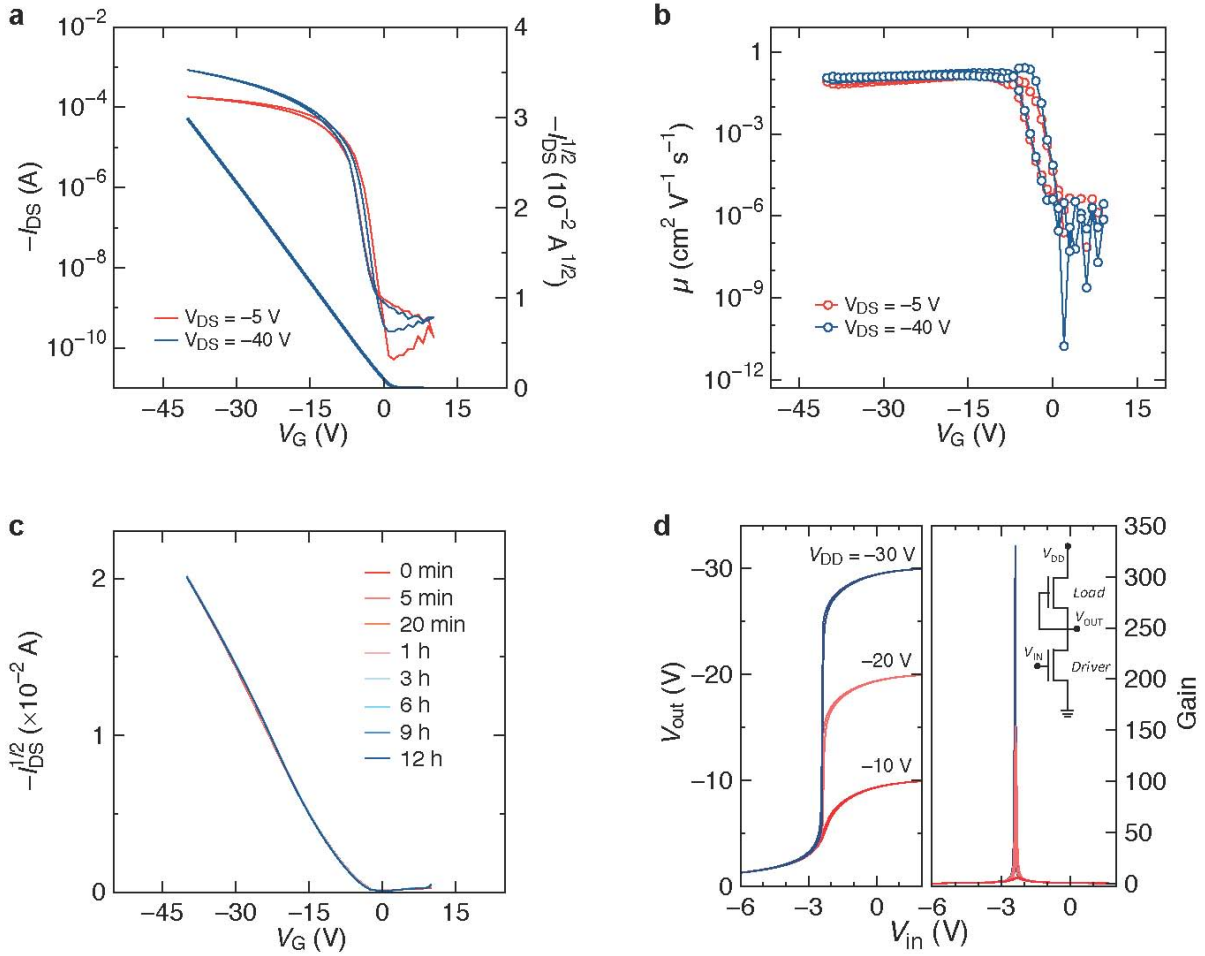 a
10⁻²
10⁻⁴
10⁻⁶
10⁻⁸
10⁻¹⁰
−I_DS (A)
4
3
2
1
0
−I_DS^1/2 (10⁻² A^1/2)
V_DS = −5 V
V_DS = −40 V
−45 −30 −15 0 15
V_G (V)
b
1
10⁻³
10⁻⁶
10⁻⁹
10⁻¹²
μ (cm² V⁻¹ s⁻¹)
V_DS = −5 V
V_DS = −40 V
−45 −30 −15 0 15
V_G (V)
c
2
1
0
−I_DS^1/2 (×10⁻² A)
0 min
5 min
20 min
1 h
3 h
6 h
9 h
12 h
−45 −30 −15 0 15
V_G (V)
d
−30
−20
−10
0
V_out (V)
V_DD = −30 V
−20 V
−10 V
−6 −3 0
−6 −3 0
V_in (V)
350
300
250
200
150
100
50
0
Gain
V_DD
Load
V_OUT
V_IN
Driver